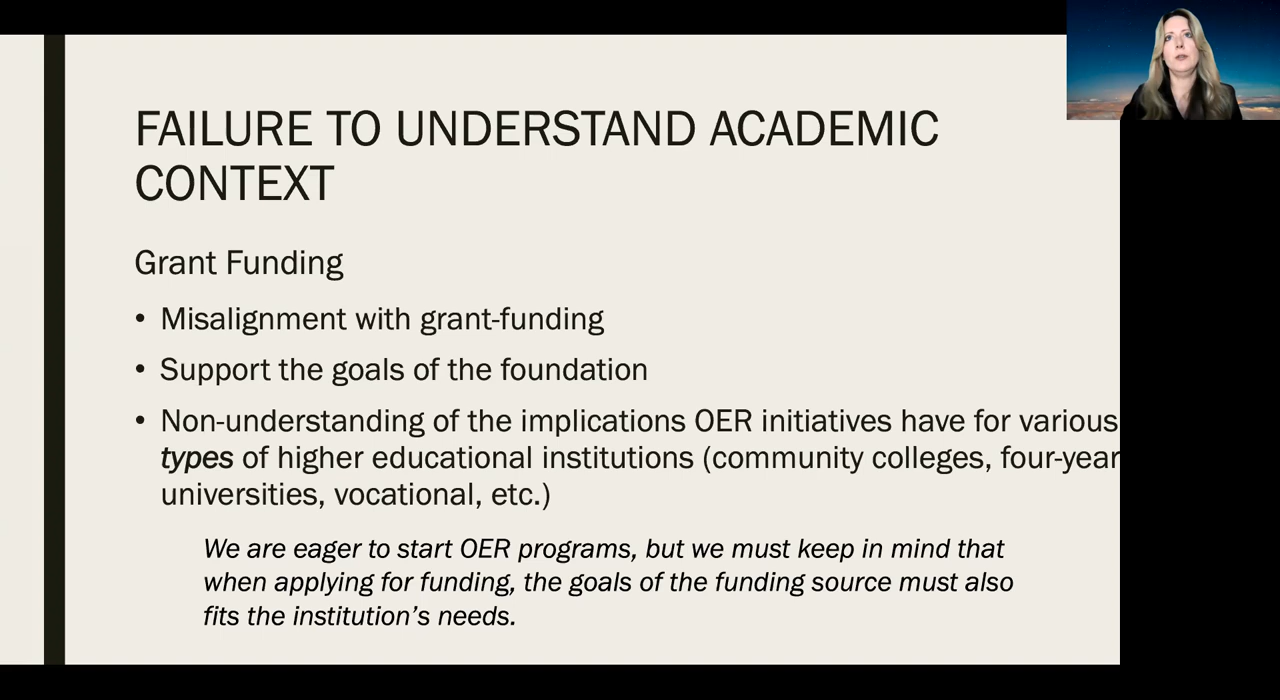 FAILURE TO UNDERSTAND ACADEMIC
CONTEXT
Grant Funding
• Misalignment with grant-funding
• Support the goals of the foundation
• Non-understanding of the implications OER initiatives have for various
types of higher educational institutions (community colleges, four-year
universities, vocational, etc.)
We are eager to start OER programs, but we must keep in mind that
when applying for funding, the goals of the funding source must also
fits the institution’s needs.